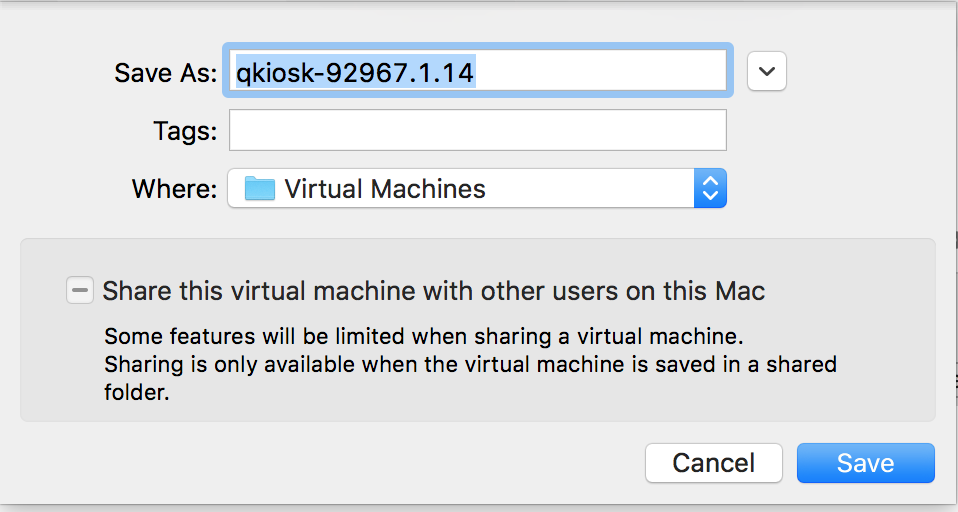 Save As: qkiosk-92967.1.14
Tags:
Where: Virtual Machines
Share this virtual machine with other users on this Mac
Some features will be limited when sharing a virtual machine.
Sharing is only available when the virtual machine is saved in a shared
folder.
Cancel Save